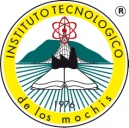 INSTITUTO TECNOLOGICO
®
1976
de los mochis